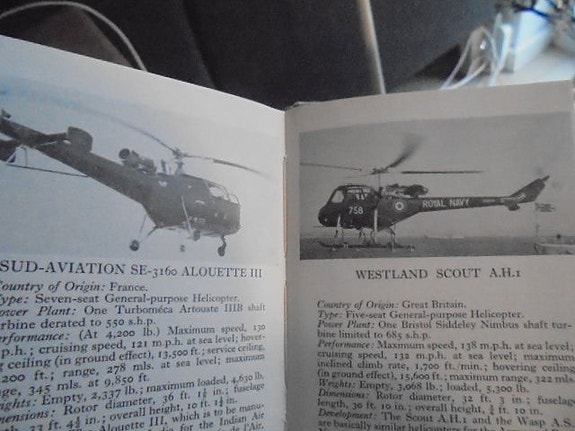 ROYAL NAVY
758
SUD-AVIATION SE-3160 ALOUETTE III
Country of Origin: France.
Type: Seven-seat General-purpose Helicopter.
Power Plant: One Turboméca Artouste IIIB shaft
turbine derated to 550 s.h.p.
Performance: (At 4,200 lb.) Maximum speed, 130
m.p.h.; cruising speed, 121 m.p.h. at sea level; hover-
ing ceiling (in ground effect), 13,500 ft.; service ceiling,
200 ft.; range, 278 mls. at sea level; maximum
range, 345 mls. at 9,850 ft.
Weights: Empty, 2,337 lb.; maximum loaded, 4,630 lb.
Dimensions: Rotor diameter, 36 ft. 1¾ in.; fuselage
33 ft. 4⅜ in.; overall height, 10 ft. 1¾
The Alouette III, which is to be manu-
for the Indian Air
de l'Air,
WESTLAND SCOUT A.H.1
Country of Origin: Great Britain.
Type: Five-seat General-purpose Helicopter.
Power Plant: One Bristol Siddeley Nimbus shaft tur-
bine limited to 685 s.h.p.
Performance: Maximum speed, 138 m.p.h. at sea level;
cruising speed, 132 m.p.h. at sea level; maximum
inclined climb rate, 1,700 ft./min.; hovering ceiling
(in ground effect), 15,600 ft.; maximum range, 322 mls.
Weights: Empty, 3,068 lb.; loaded, 5,300 lb.
Dimensions: Rotor diameter, 32 ft. 3 in.; fuselage
length, 30 ft. 10 in.; overall height, ft. 10 in.
Development: The Scout A.H.1 and the Wasp A.S.
are basically similar helicopters